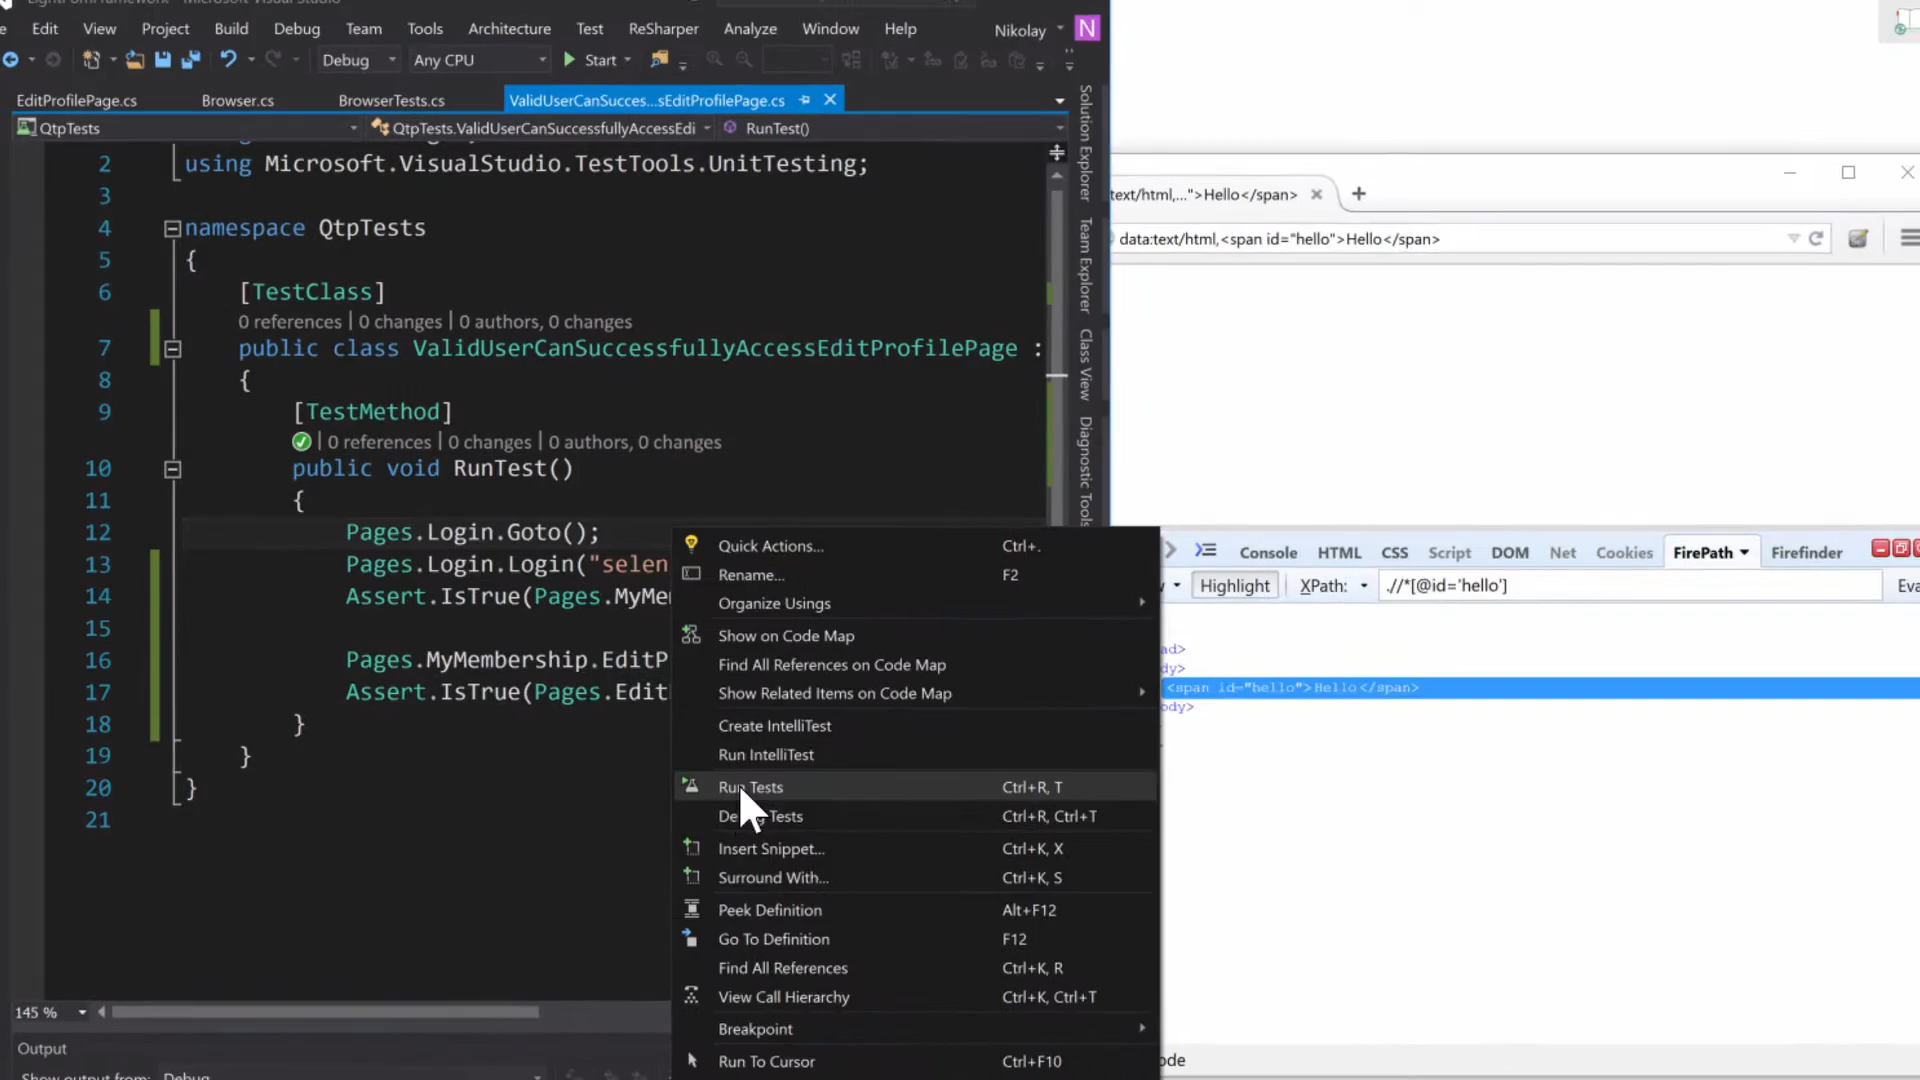 Edit View Project Build Debug Team Tools Architecture Test ReSharper Analyze Window Help Nikolay N
Debug Any CPU Start
EditProfilePage.cs Browser.cs BrowserTests.cs ValidUserCanSucces...sEditProfilePage.cs
QtpTests QtpTests.ValidUserCanSuccessfullyAccessEdi RunTest()
2 using Microsoft.VisualStudio.TestTools.UnitTesting;
3
4 namespace QtpTests
5 {
6 [TestClass]
0 references | 0 changes | 0 authors, 0 changes
7 public class ValidUserCanSuccessfullyAccessEditProfilePage :
8 {
9 [TestMethod]
| 0 references | 0 changes | 0 authors, 0 changes
10 public void RunTest()
11 {
12 Pages.Login.Goto();
13 Pages.Login.Login("selen
14 Assert.IsTrue(Pages.MyMe
15
16 Pages.MyMembership.EditP
17 Assert.IsTrue(Pages.Edit
18 }
19 }
20 }
21
145 %
Output
Show output from: Debug
Solution Explorer
Team Explorer
Class View
Diagnostic Tools
Quick Actions... Ctrl+.
Rename... F2
Organize Usings
Show on Code Map
Find All References on Code Map
Show Related Items on Code Map
Create IntelliTest
Run IntelliTest
Run Tests Ctrl+R, T
Tests Ctrl+R, Ctrl+T
Insert Snippet... Ctrl+K, X
Surround With... Ctrl+K, S
Peek Definition Alt+F12
Go To Definition F12
Find All References Ctrl+K, R
View Call Hierarchy Ctrl+K, Ctrl+T
Breakpoint
Run To Cursor Ctrl+F10
text/html,...">Hello</span>
data:text/html,<span id="hello">Hello</span>
Console HTML CSS Script DOM Net Cookies FirePath Firefinder
Highlight XPath: .//*[@id='hello'] Eva
ad>
dy>
<span id="hello">Hello</span>
ody>
ode